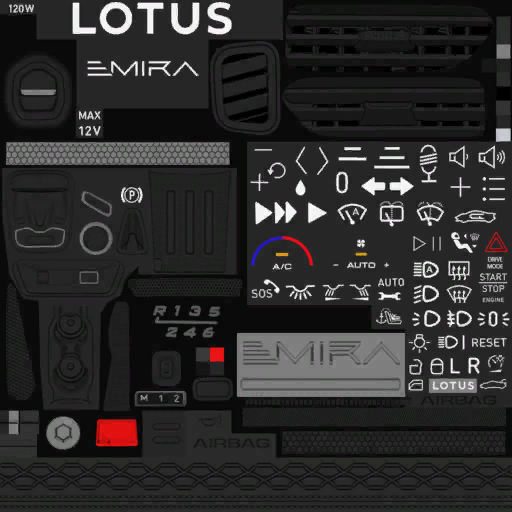 120W
LOTUS
EMIRA
MAX
12V
P
A
A/C
- AUTO +
DRIVE
MODE
START
STOP
ENGINE
SOS
AUTO
A
R 1 3 5
2 4 6
EMIRA
RESET
L R
LOTUS
M 1 2
AIRBAG
AIRBAG